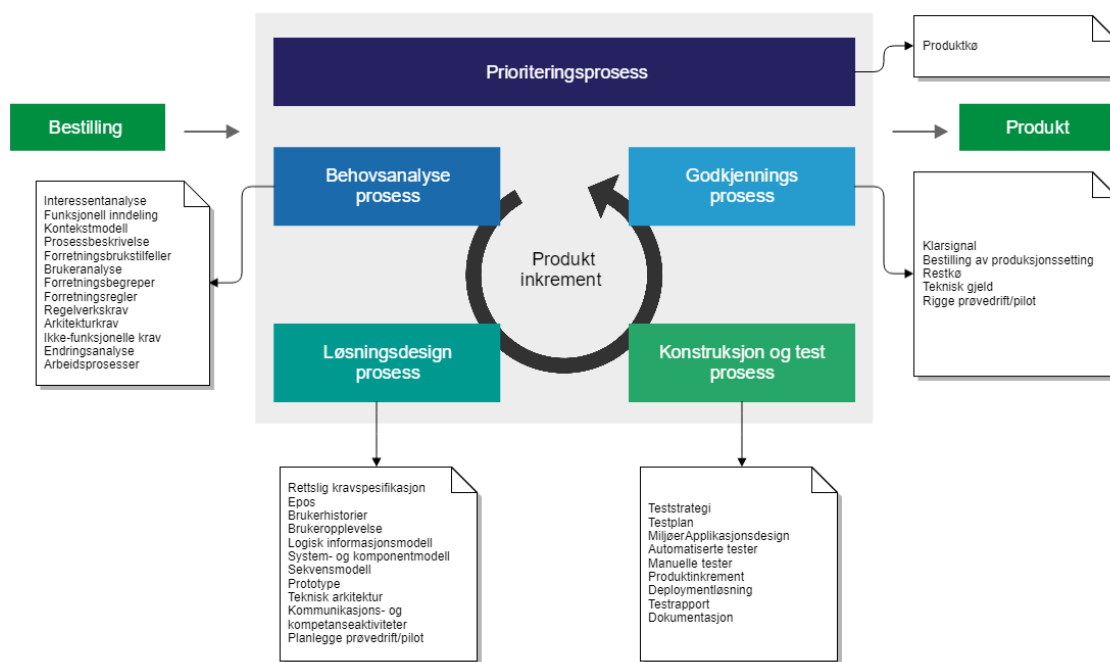 Prioriteringsprosess
Produktkø
Bestilling
Produkt
Behovsanalyse
prosess
Godkjennings
prosess
Interessentanalyse
Funksjonell inndeling
Kontekstmodell
Prosessbeskrivelse
Forretningsbrukstilfeller
Brukeranalyse
Forretningsbegreper
Forretningsregler
Regelverkskrav
Arkitekturkrav
Ikke-funksjonelle krav
Endringsanalyse
Arbeidsprosesser
Produkt
inkrement
Klarsignal
Bestilling av produksjonssetting
Restkø
Teknisk gjeld
Rigge prøvedrift/pilot
Løsningsdesign
prosess
Konstruksjon og test
prosess
Rettslig kravspesifikasjon
Epos
Brukerhistorier
Brukeropplevelse
Logisk informasjonsmodell
System- og komponentmodell
Sekvensmodell
Prototype
Teknisk arkitektur
Kommunikasjons- og
kompetanseaktiviteter
Planlegge prøvedrift/pilot
Teststrategi
Testplan
MiljøerApplikasjonsdesign
Automatiserte tester
Manuelle tester
Produktinkrement
Deploymentløsning
Testrapport
Dokumentasjon